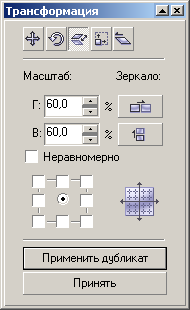 Трансформация
Масштаб: Зеркало:
Г: 60,0 %
В: 60,0 %
Неравномерно
Применить дубликат
Принять